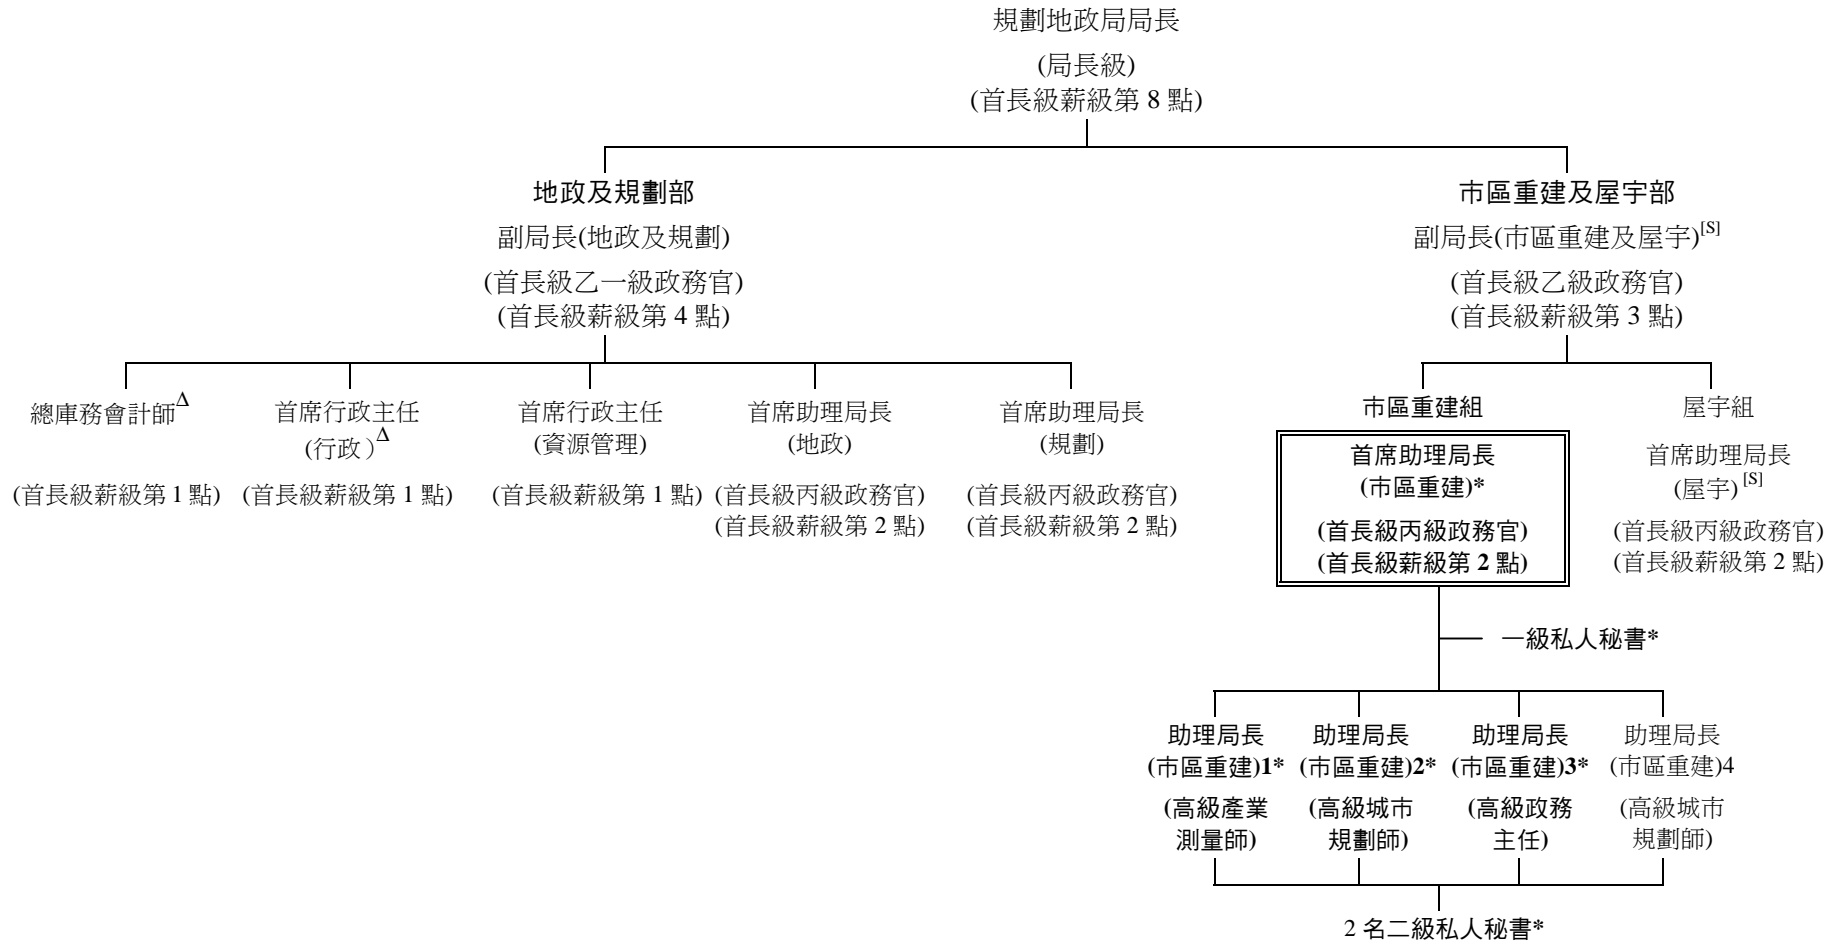 規劃地政局局長
(局長級)
(首長級薪級第 8 點)
地政及規劃部
副局長(地政及規劃)
(首長級乙一級政務官)
(首長級薪級第 4 點)
市區重建及屋宇部
副局長(市區重建及屋宇)[S]
(首長級乙級政務官)
(首長級薪級第 3 點)
總庫務會計師Δ
(首長級薪級第 1 點)
首席行政主任
(行政)Δ
(首長級薪級第 1 點)
首席行政主任
(資源管理)
(首長級薪級第 1 點)
首席助理局長
(地政)
(首長級丙級政務官)
(首長級薪級第 2 點)
首席助理局長
(規劃)
(首長級丙級政務官)
(首長級薪級第 2 點)
市區重建組
首席助理局長
(市區重建)*
(首長級丙級政務官)
(首長級薪級第 2 點)
屋宇組
首席助理局長
(屋宇)[S]
(首長級丙級政務官)
(首長級薪級第 2 點)
一級私人秘書*
助理局長
(市區重建)1*
(高級產業
測量師)
助理局長
(市區重建)2*
(高級城市
規劃師)
助理局長
(市區重建)3*
(高級政務
主任)
助理局長
(市區重建)4
(高級城市
規劃師)
2 名二級私人秘書*